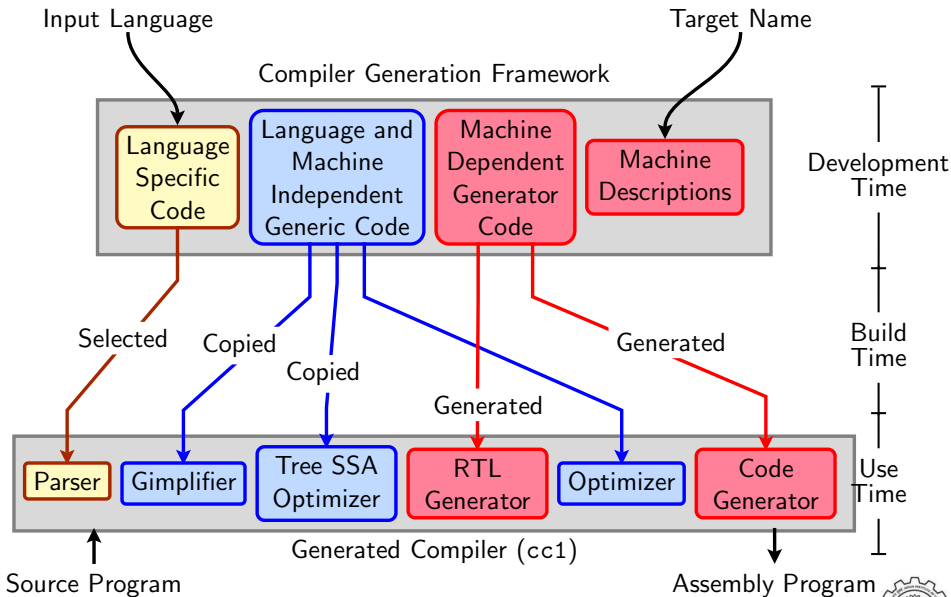 Input Language
Target Name
Compiler Generation Framework
Language
Specific
Code
Language and
Machine
Independent
Generic Code
Machine
Dependent
Generator
Code
Machine
Descriptions
Development
Time
Selected
Copied
Copied
Generated
Generated
Build
Time
Parser
Gimplifier
Tree SSA
Optimizer
RTL
Generator
Optimizer
Code
Generator
Use
Time
Generated Compiler (cc1)
Source Program
Assembly Program